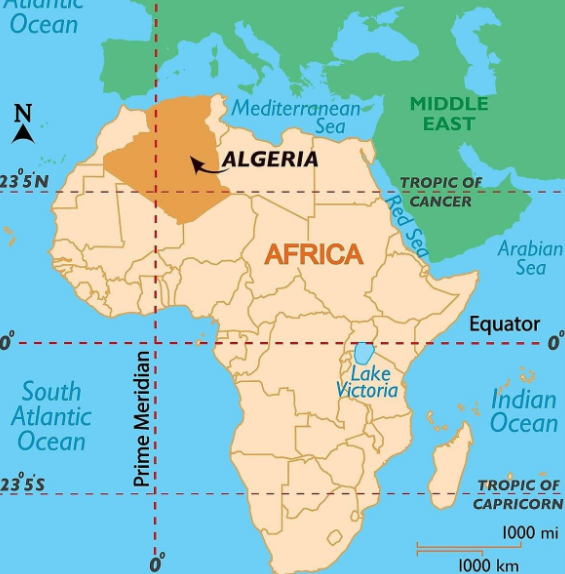 Atlantic
Ocean
N
Mediterranean
Sea
MIDDLE
EAST
ALGERIA
23°5'N
TROPIC OF
CANCER
Red Sea
AFRICA
Arabian
Sea
Equator
0°
0°
Lake
Victoria
Prime Meridian
South
Atlantic
Ocean
Indian
Ocean
23°5'S
TROPIC OF
CAPRICORN
1000 mi
1000 km
0°